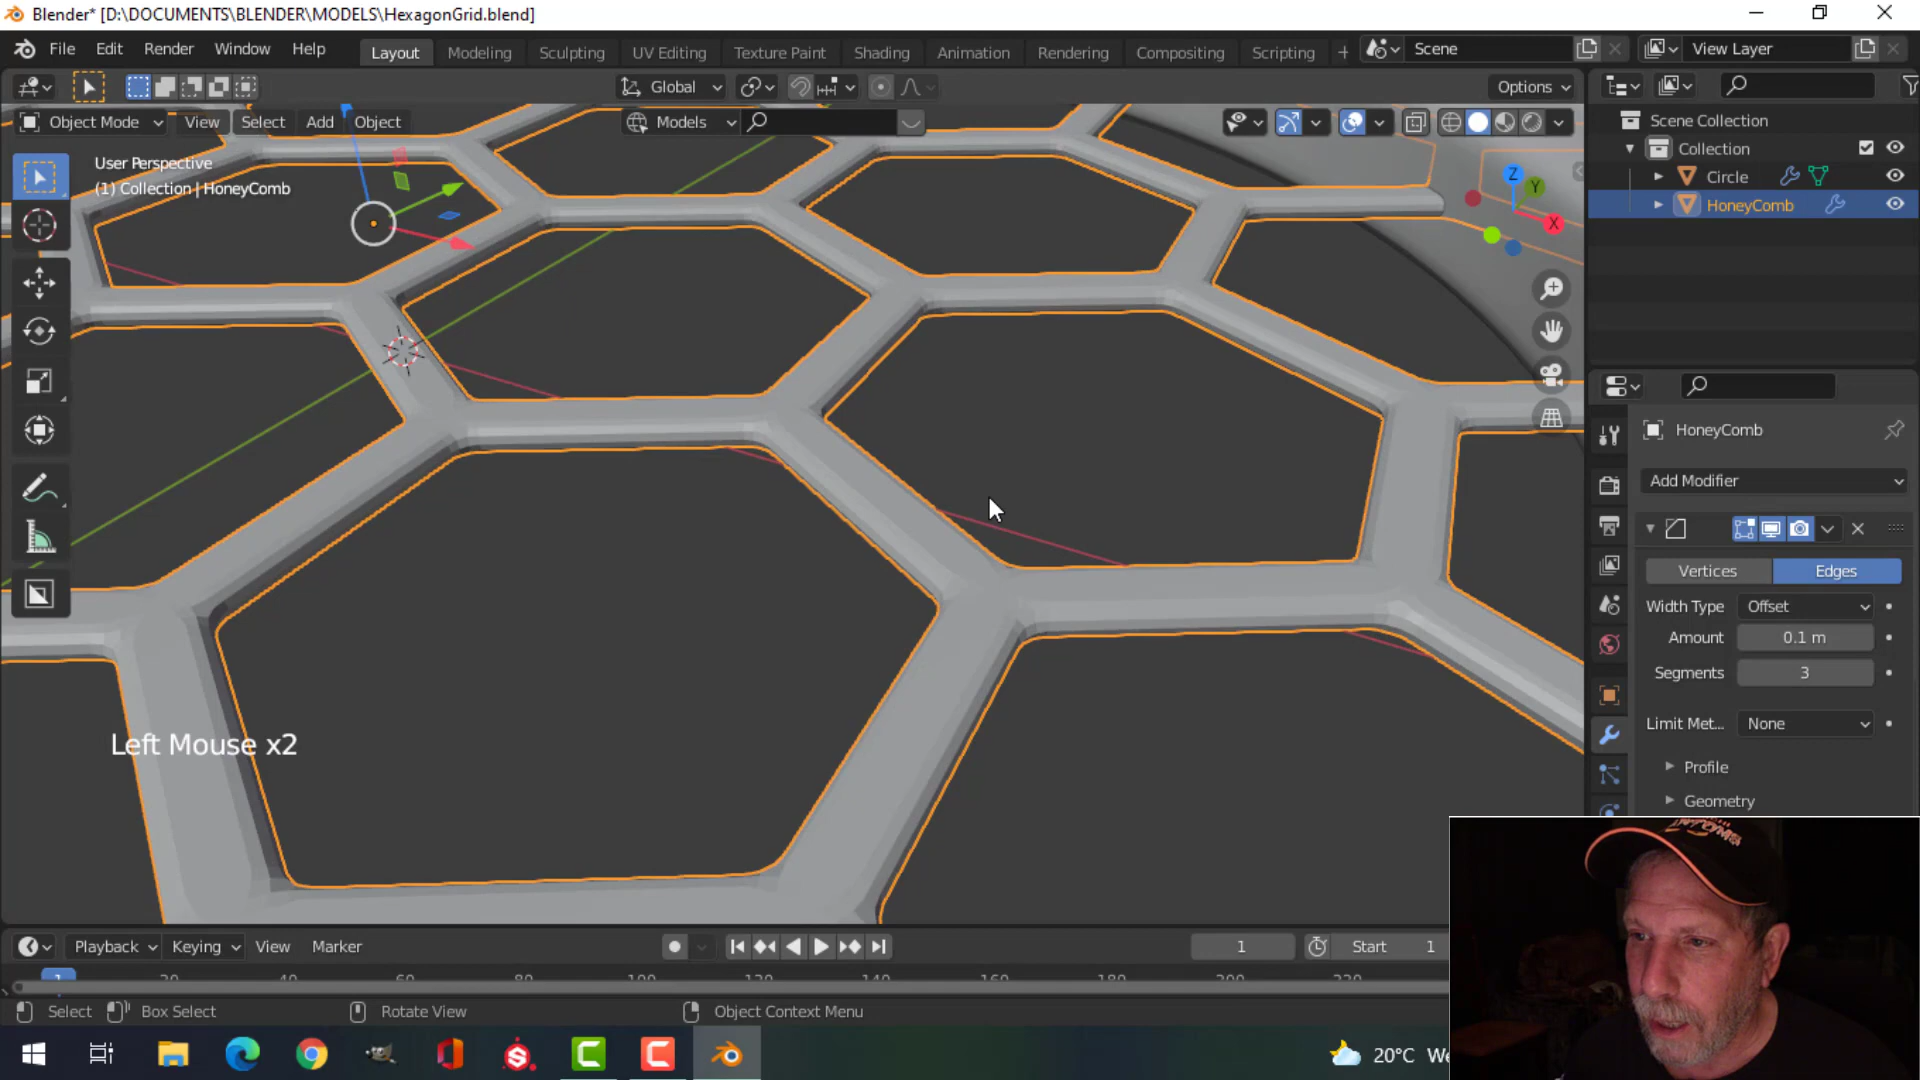 Blender* [D:\DOCUMENTS\BLENDER\MODELS\HexagonGrid.blend]
File Edit Render Window Help Layout Modeling Sculpting UV Editing Texture Paint Shading Animation Rendering Compositing Scripting + Scene View Layer
Global Options
Object Mode View Select Add Object Models
Scene Collection
Collection
Circle
HoneyComb
User Perspective
(1) Collection | HoneyComb
Z
Y
X
HoneyComb
Add Modifier
Vertices Edges
Width Type Offset
Amount 0.1 m
Segments 3
Limit Met... None
Profile
Geometry
Left Mouse x2
Playback Keying View Marker 1 Start 1
1
Select Box Select Rotate View Object Context Menu
20°C We